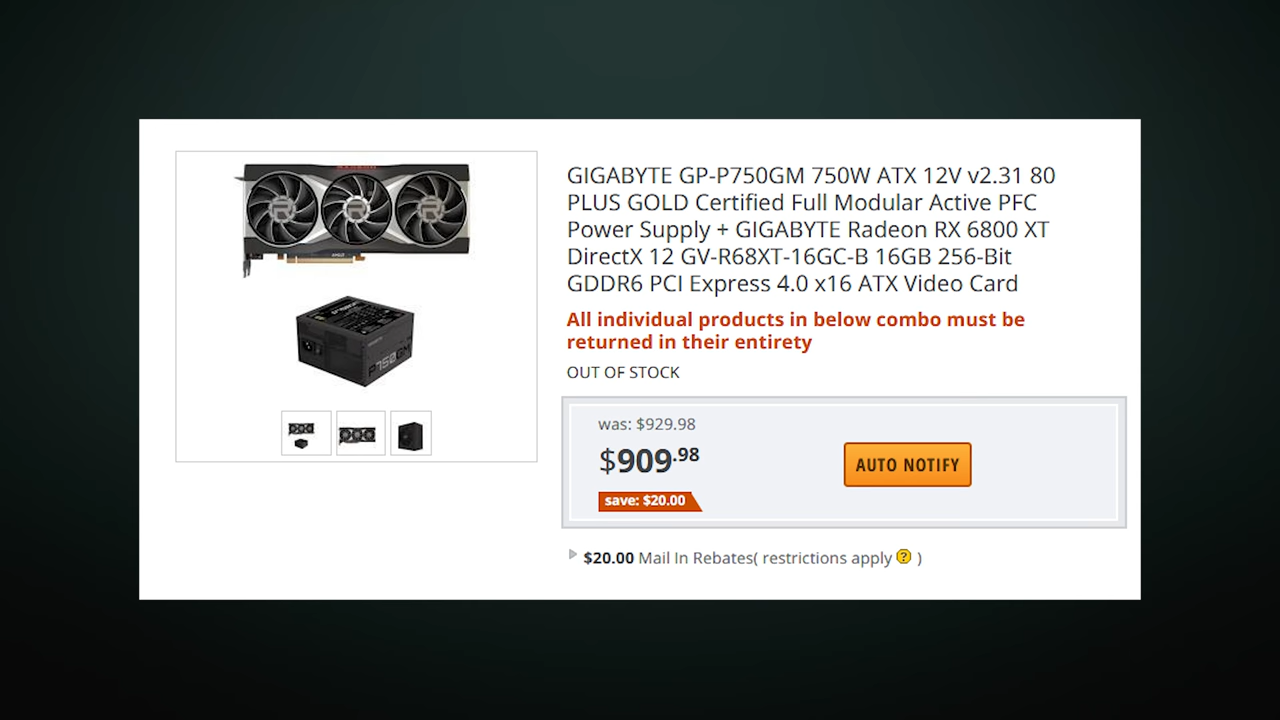 GIGABYTE GP-P750GM 750W ATX 12V v2.31 80
PLUS GOLD Certified Full Modular Active PFC
Power Supply + GIGABYTE Radeon RX 6800 XT
DirectX 12 GV-R68XT-16GC-B 16GB 256-Bit
GDDR6 PCI Express 4.0 x16 ATX Video Card
All individual products in below combo must be
returned in their entirety
OUT OF STOCK
was: $929.98
$909.98
AUTO NOTIFY
save: $20.00
$20.00 Mail In Rebates( restrictions apply ? )